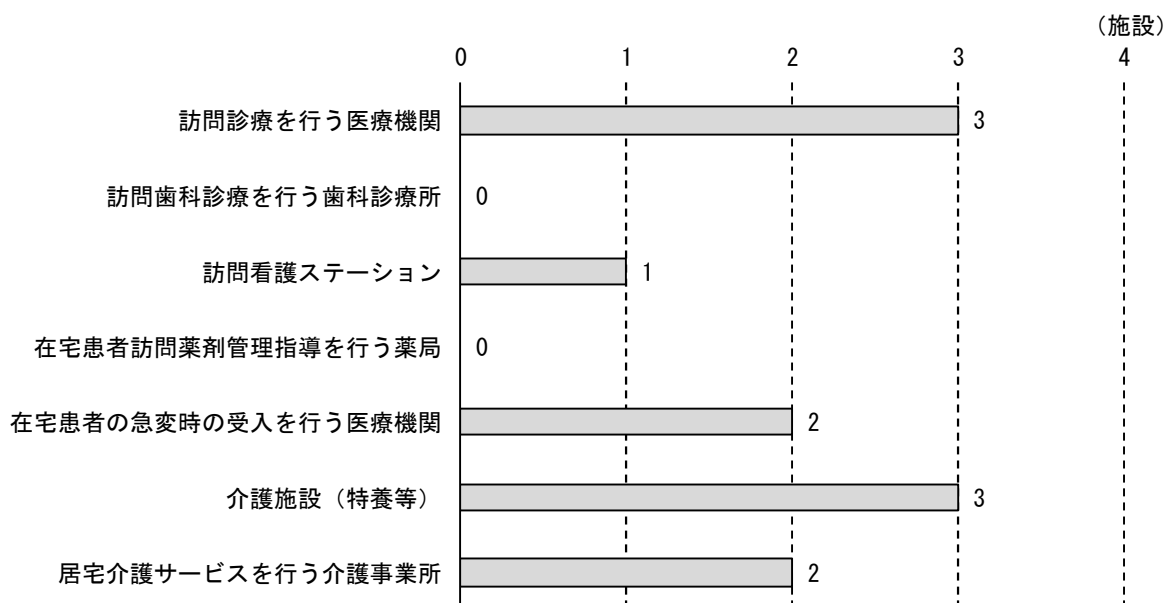 （施設）
0 1 2 3 4
訪問診療を行う医療機関 3
訪問歯科診療を行う歯科診療所 0
訪問看護ステーション 1
在宅患者訪問薬剤管理指導を行う薬局 0
在宅患者の急変時の受入を行う医療機関 2
介護施設（特養等） 3
居宅介護サービスを行う介護事業所 2